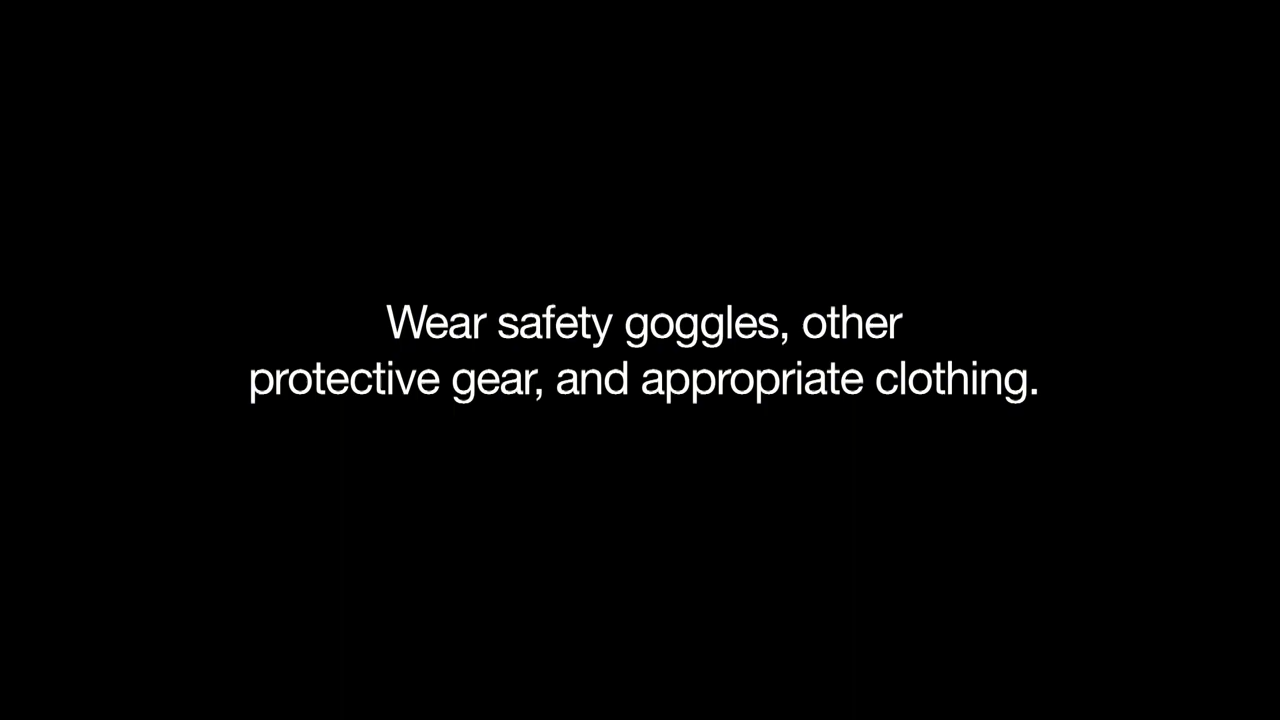 Wear safety goggles, other
protective gear, and appropriate clothing.